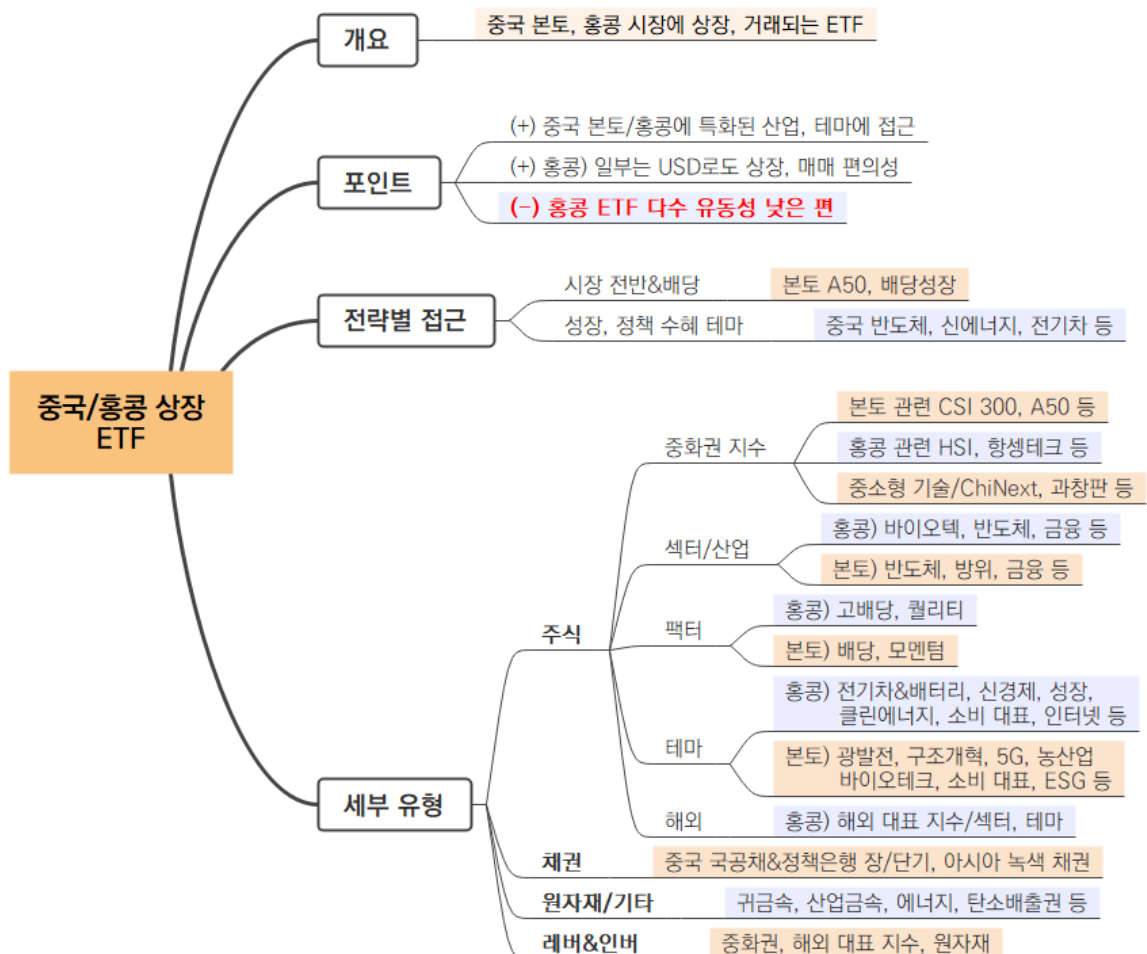 개요
중국 본토, 홍콩 시장에 상장, 거래되는 ETF
포인트
(+) 중국 본토/홍콩에 특화된 산업, 테마에 접근
(+) 홍콩) 일부는 USD로도 상장, 매매 편의성
(-) 홍콩 ETF 다수 유동성 낮은 편
전략별 접근
시장 전반&배당
본토 A50, 배당성장
성장, 정책 수혜 테마
중국 반도체, 신에너지, 전기차 등
중국/홍콩 상장
ETF
세부 유형
주식
중화권 지수
본토 관련 CSI 300, A50 등
홍콩 관련 HSI, 항셍테크 등
중소형 기술/ChiNext, 과창판 등
섹터/산업
홍콩) 바이오텍, 반도체, 금융 등
본토) 반도체, 방위, 금융 등
팩터
홍콩) 고배당, 퀄리티
본토) 배당, 모멘텀
테마
홍콩) 전기차&배터리, 신경제, 성장,
클린에너지, 소비 대표, 인터넷 등
본토) 광발전, 구조개혁, 5G, 농산업
바이오테크, 소비 대표, ESG 등
해외
홍콩) 해외 대표 지수/섹터, 테마
채권
중국 국공채&정책은행 장/단기, 아시아 녹색 채권
원자재/기타
귀금속, 산업금속, 에너지, 탄소배출권 등
레버&인버
중화권, 해외 대표 지수, 원자재